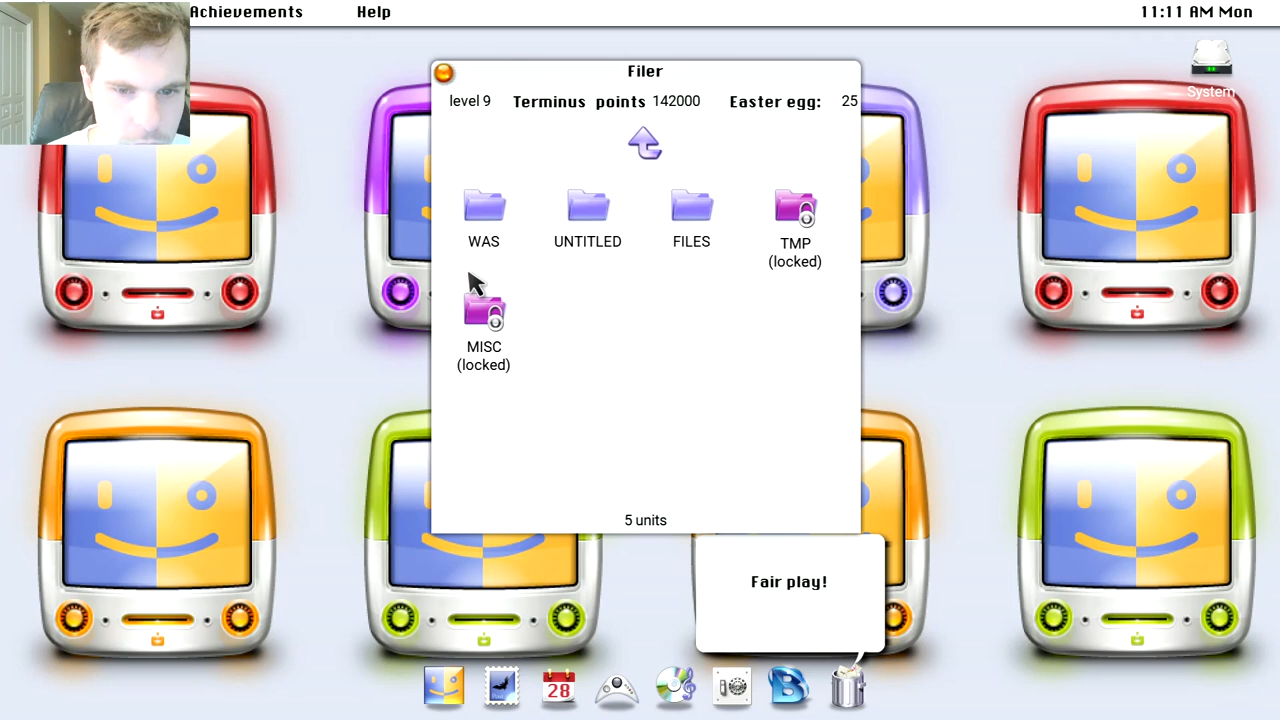 Achievements Help 11:11 AM Mon
System
Filer
level 9 Terminus points 142000 Easter egg: 25
WAS UNTITLED FILES TMP
(locked)
MISC
(locked)
5 units
Fair play!
28